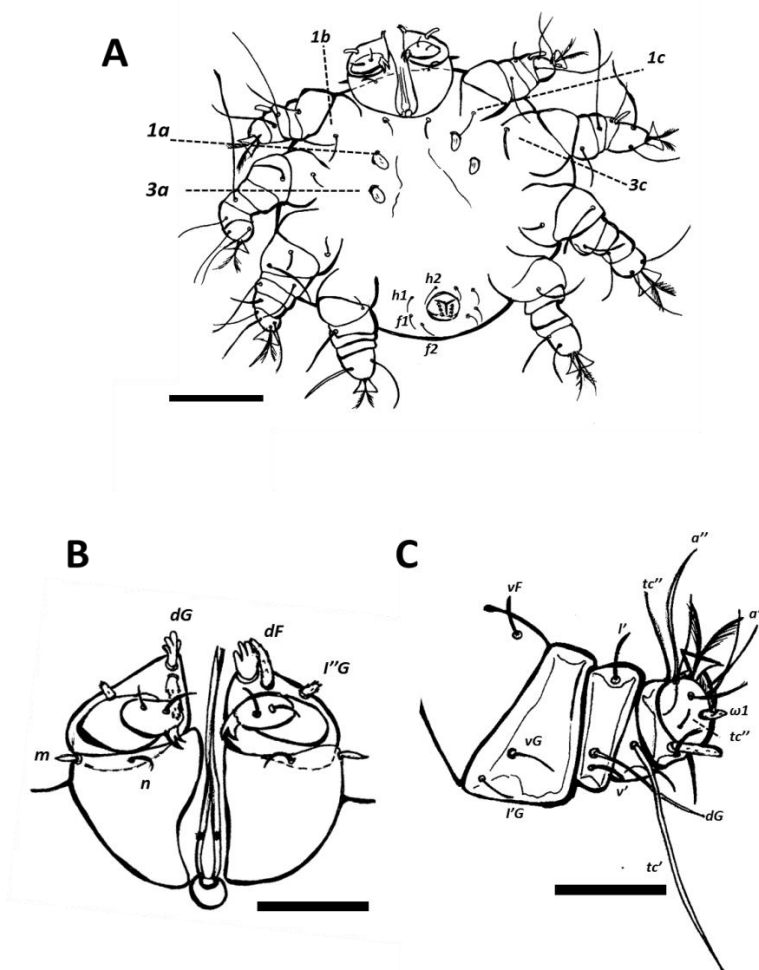 A
1b
1c
1a
3a
3c
h1
h2
f1
f2
B
dG
dF
l''G
m
n
C
a''
tc''
vF
l'
a'
ω1
vG
tc''
v'
l'G
dG
tc'